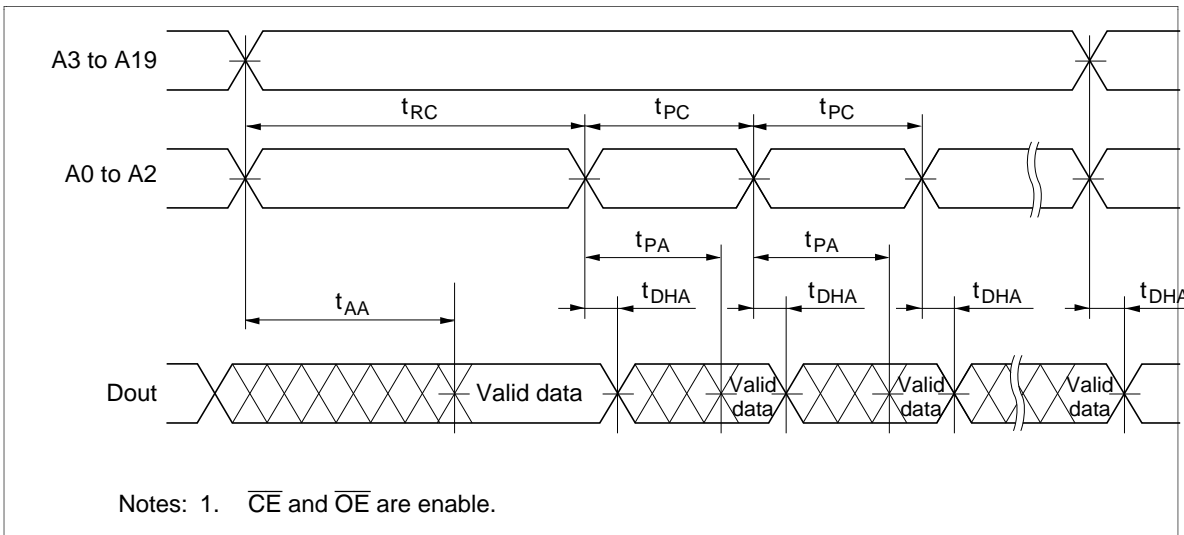 A3 to A19
tRC tPC tPC
A0 to A2
tPA tPA
tAA tDHA tDHA tDHA tDHA
Dout Valid data Valid data Valid data Valid data
Notes: 1. CE and OE are enable.